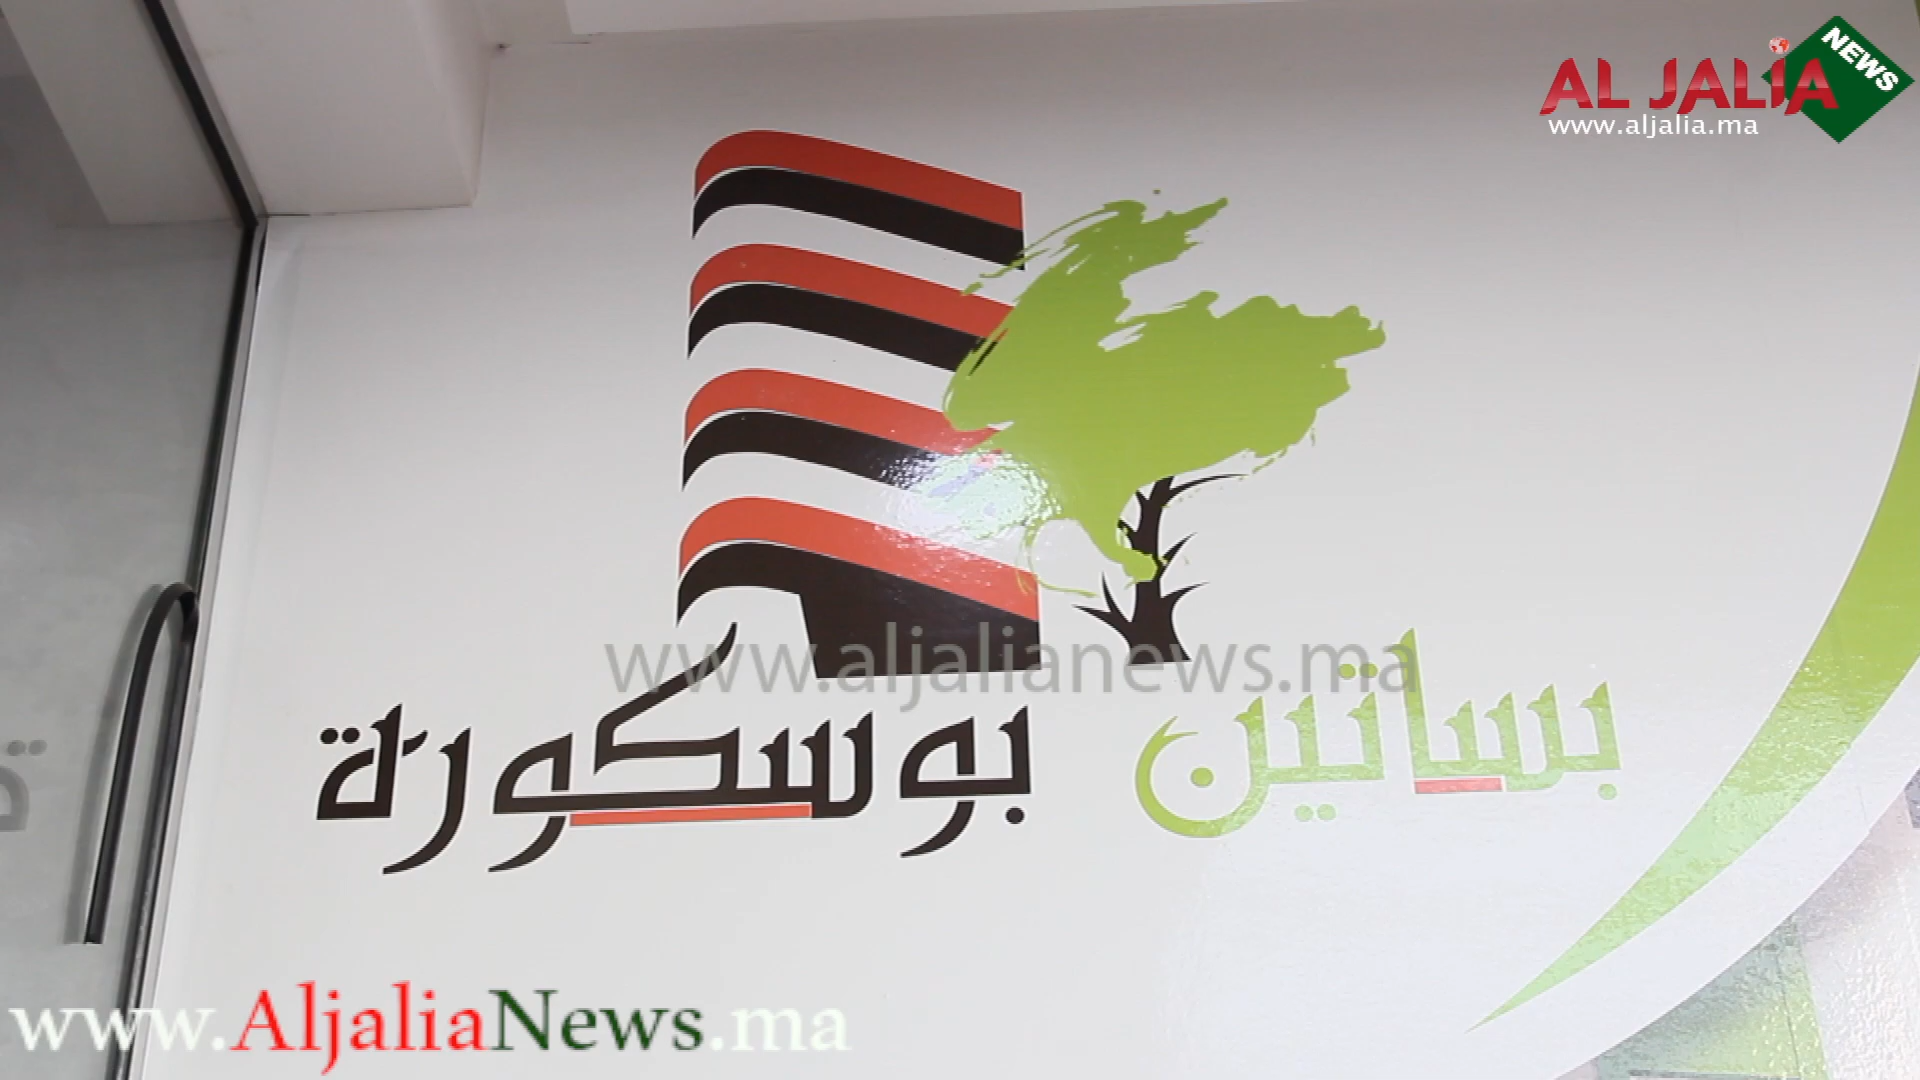 AL JALIA NEWS
www.aljalia.ma
www.aljalianews.ma
بساتين بوسكورة
www.AljaliaNews.ma